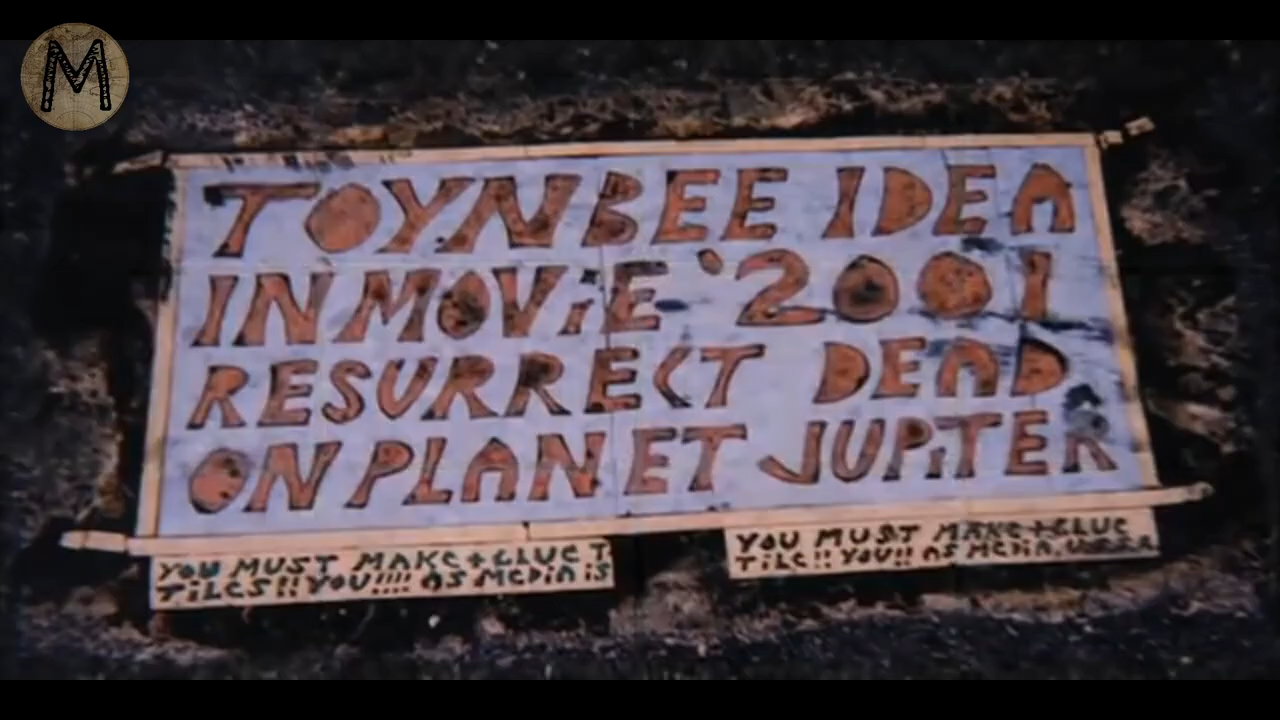 M
TOYNBEE IDEA
IN MOViE '2001
RESURRECT DEAD
ON PLANET JUPiTER
YOU MUST MAKE + GLUE
TiLES!! YOU!!!! AS MEDiA iS
YOU MUST MAKE + GLUE
TiLE!! YOU!! AS MEDiA